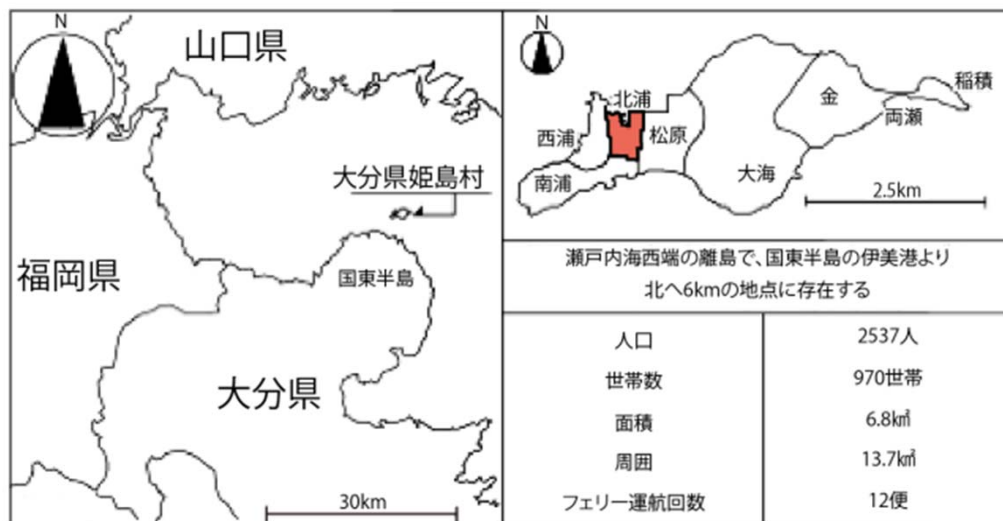 N
山口県
大分県姫島村
福岡県
国東半島
大分県
30km
N
北浦
西浦
松原
南浦
大海
金
両瀬
稲積
2.5km
瀬戸内海西端の離島で、国東半島の伊美港より
北へ6kmの地点に存在する
人口 2537人
世帯数 970世帯
面積 6.8㎢
周囲 13.7㎢
フェリー運航回数 12便